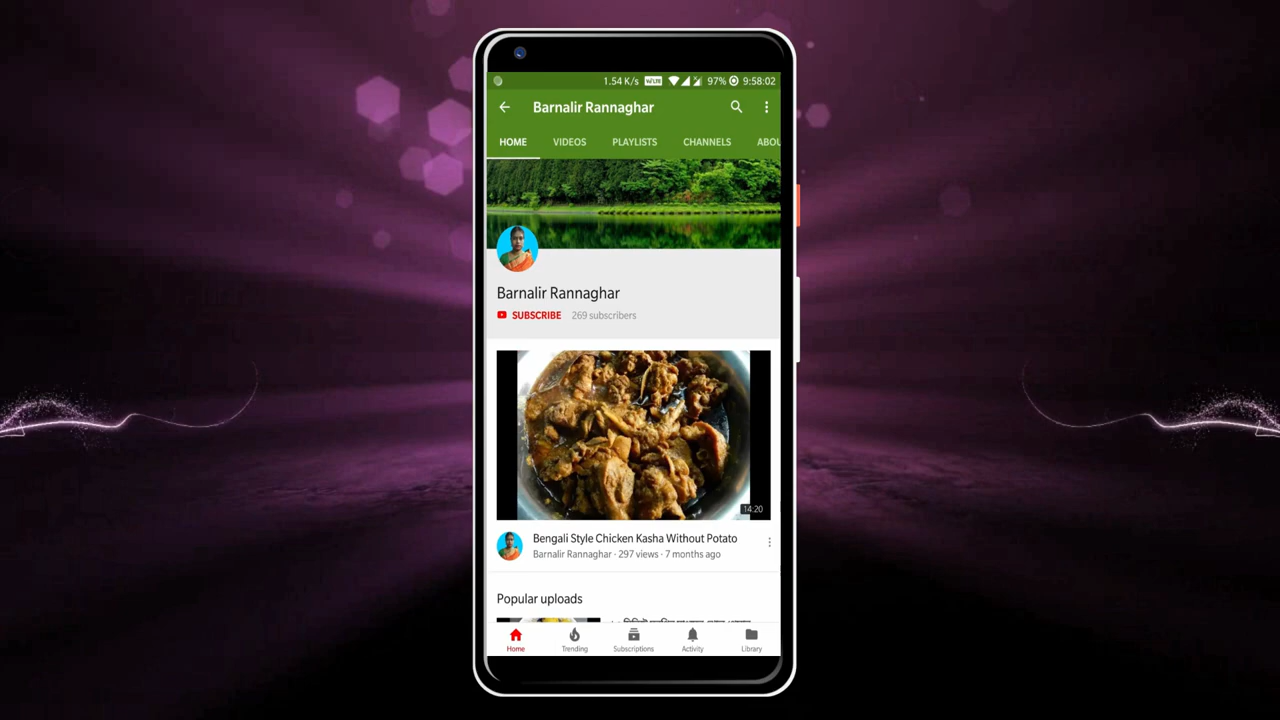 1.54 K/s VoLTE 97% 9:58:02
Barnalir Rannaghar
HOME VIDEOS PLAYLISTS CHANNELS ABOU
Barnalir Rannaghar
SUBSCRIBE 269 subscribers
14:20
Bengali Style Chicken Kasha Without Potato
Barnalir Rannaghar · 297 views · 7 months ago
Popular uploads
Home Trending Subscriptions Activity Library